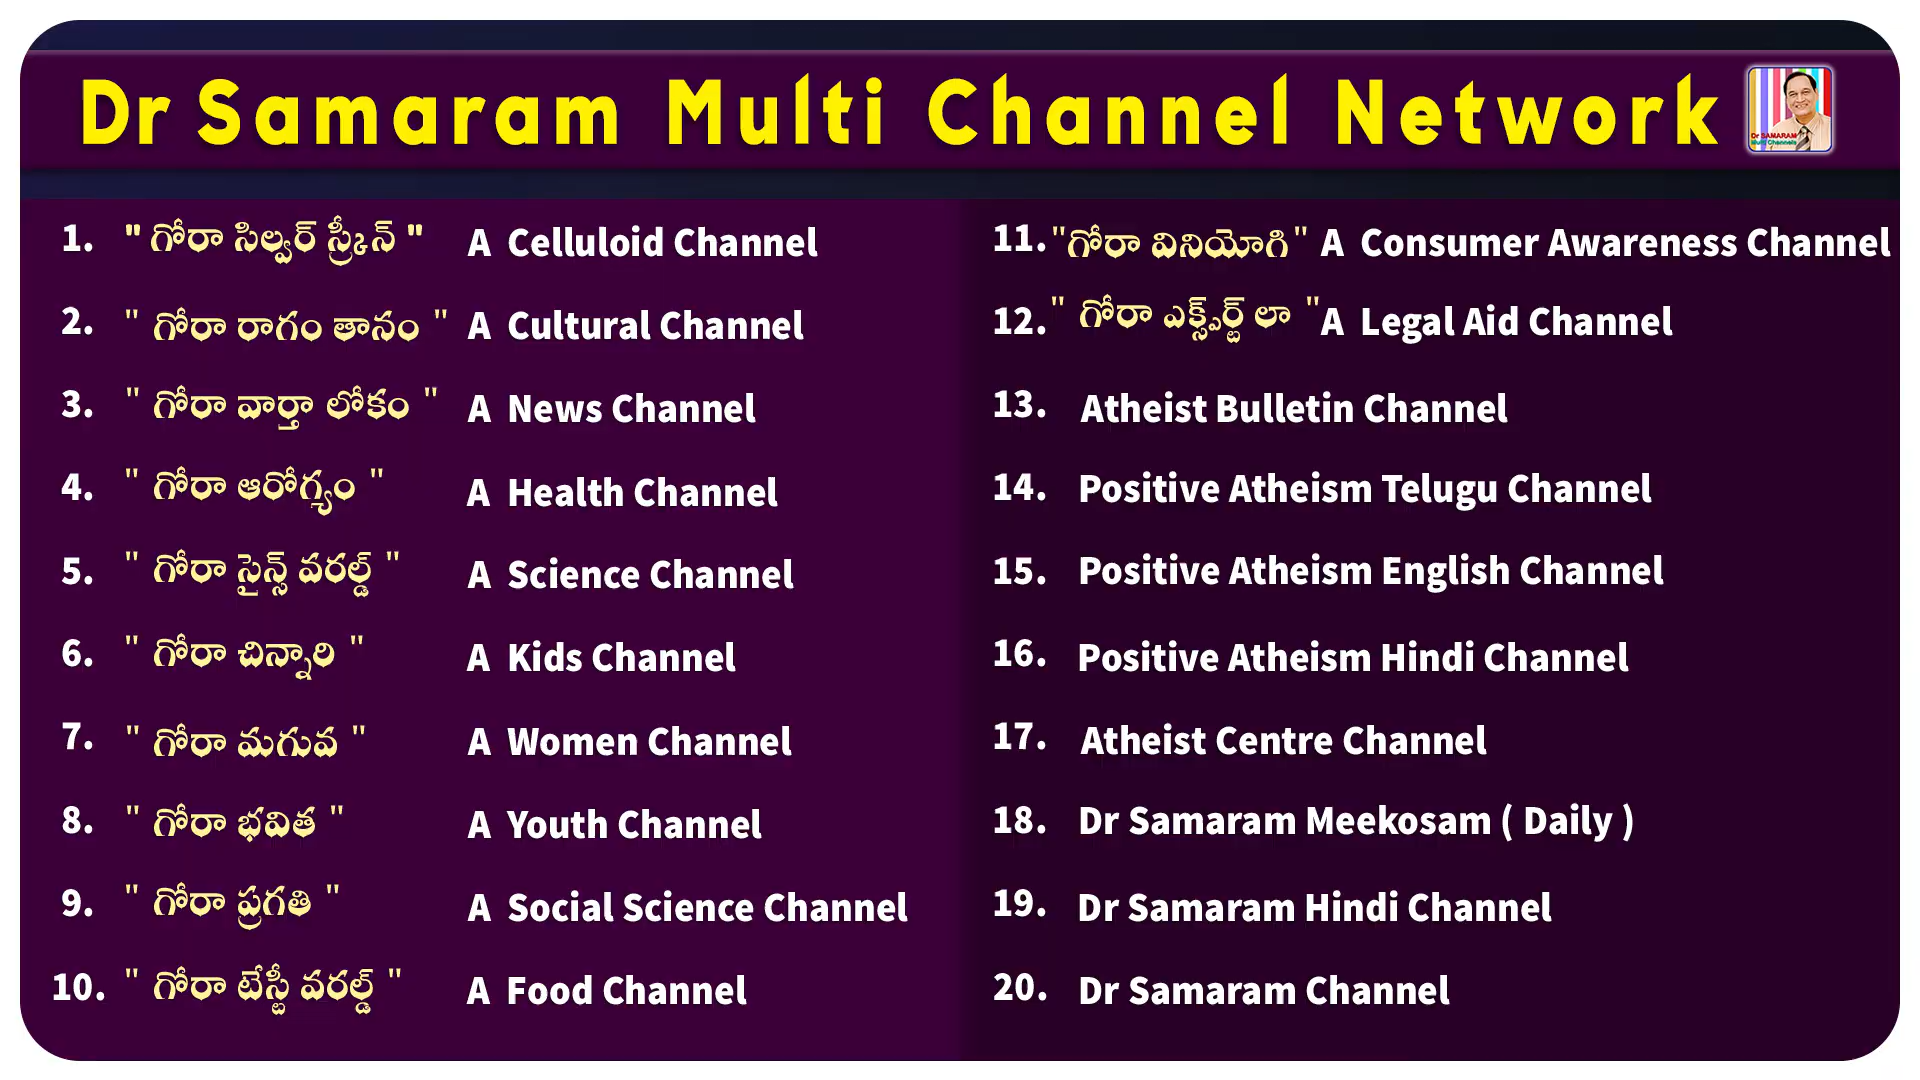 Dr Samaram Multi Channel Network
Dr SAMARAM
Multi Channels
1. " గోరా సిల్వర్ స్క్రీన్ " A Celluloid Channel
2. " గోరా రాగం తానం " A Cultural Channel
3. " గోరా వార్తా లోకం " A News Channel
4. " గోరా ఆరోగ్యం " A Health Channel
5. " గోరా సైన్స్ వరల్డ్ " A Science Channel
6. " గోరా చిన్నారి " A Kids Channel
7. " గోరా మగువ " A Women Channel
8. " గోరా భవిత " A Youth Channel
9. " గోరా ప్రగతి " A Social Science Channel
10. " గోరా టేస్టీ వరల్డ్ " A Food Channel
11. "గోరా వినియోగి" A Consumer Awareness Channel
12. " గోరా ఎక్స్పర్ట్ లా " A Legal Aid Channel
13. Atheist Bulletin Channel
14. Positive Atheism Telugu Channel
15. Positive Atheism English Channel
16. Positive Atheism Hindi Channel
17. Atheist Centre Channel
18. Dr Samaram Meekosam ( Daily )
19. Dr Samaram Hindi Channel
20. Dr Samaram Channel